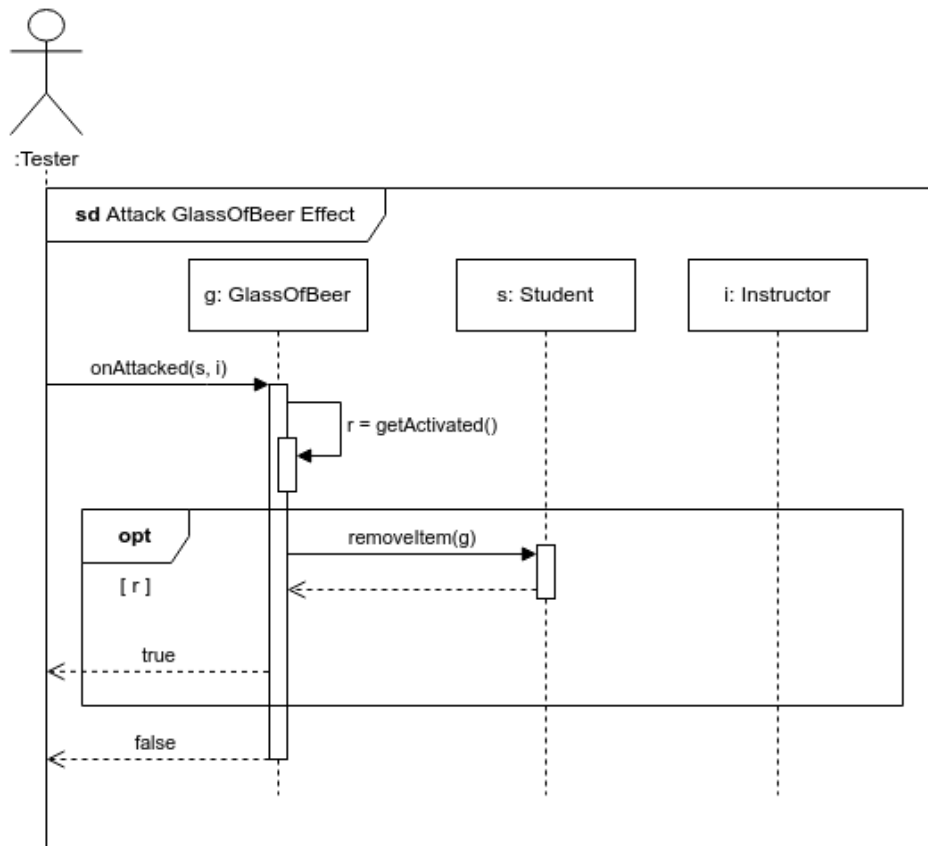 :Tester
sd Attack GlassOfBeer Effect
g: GlassOfBeer
s: Student
i: Instructor
onAttacked(s, i)
r = getActivated()
opt
removeItem(g)
[ r ]
true
false